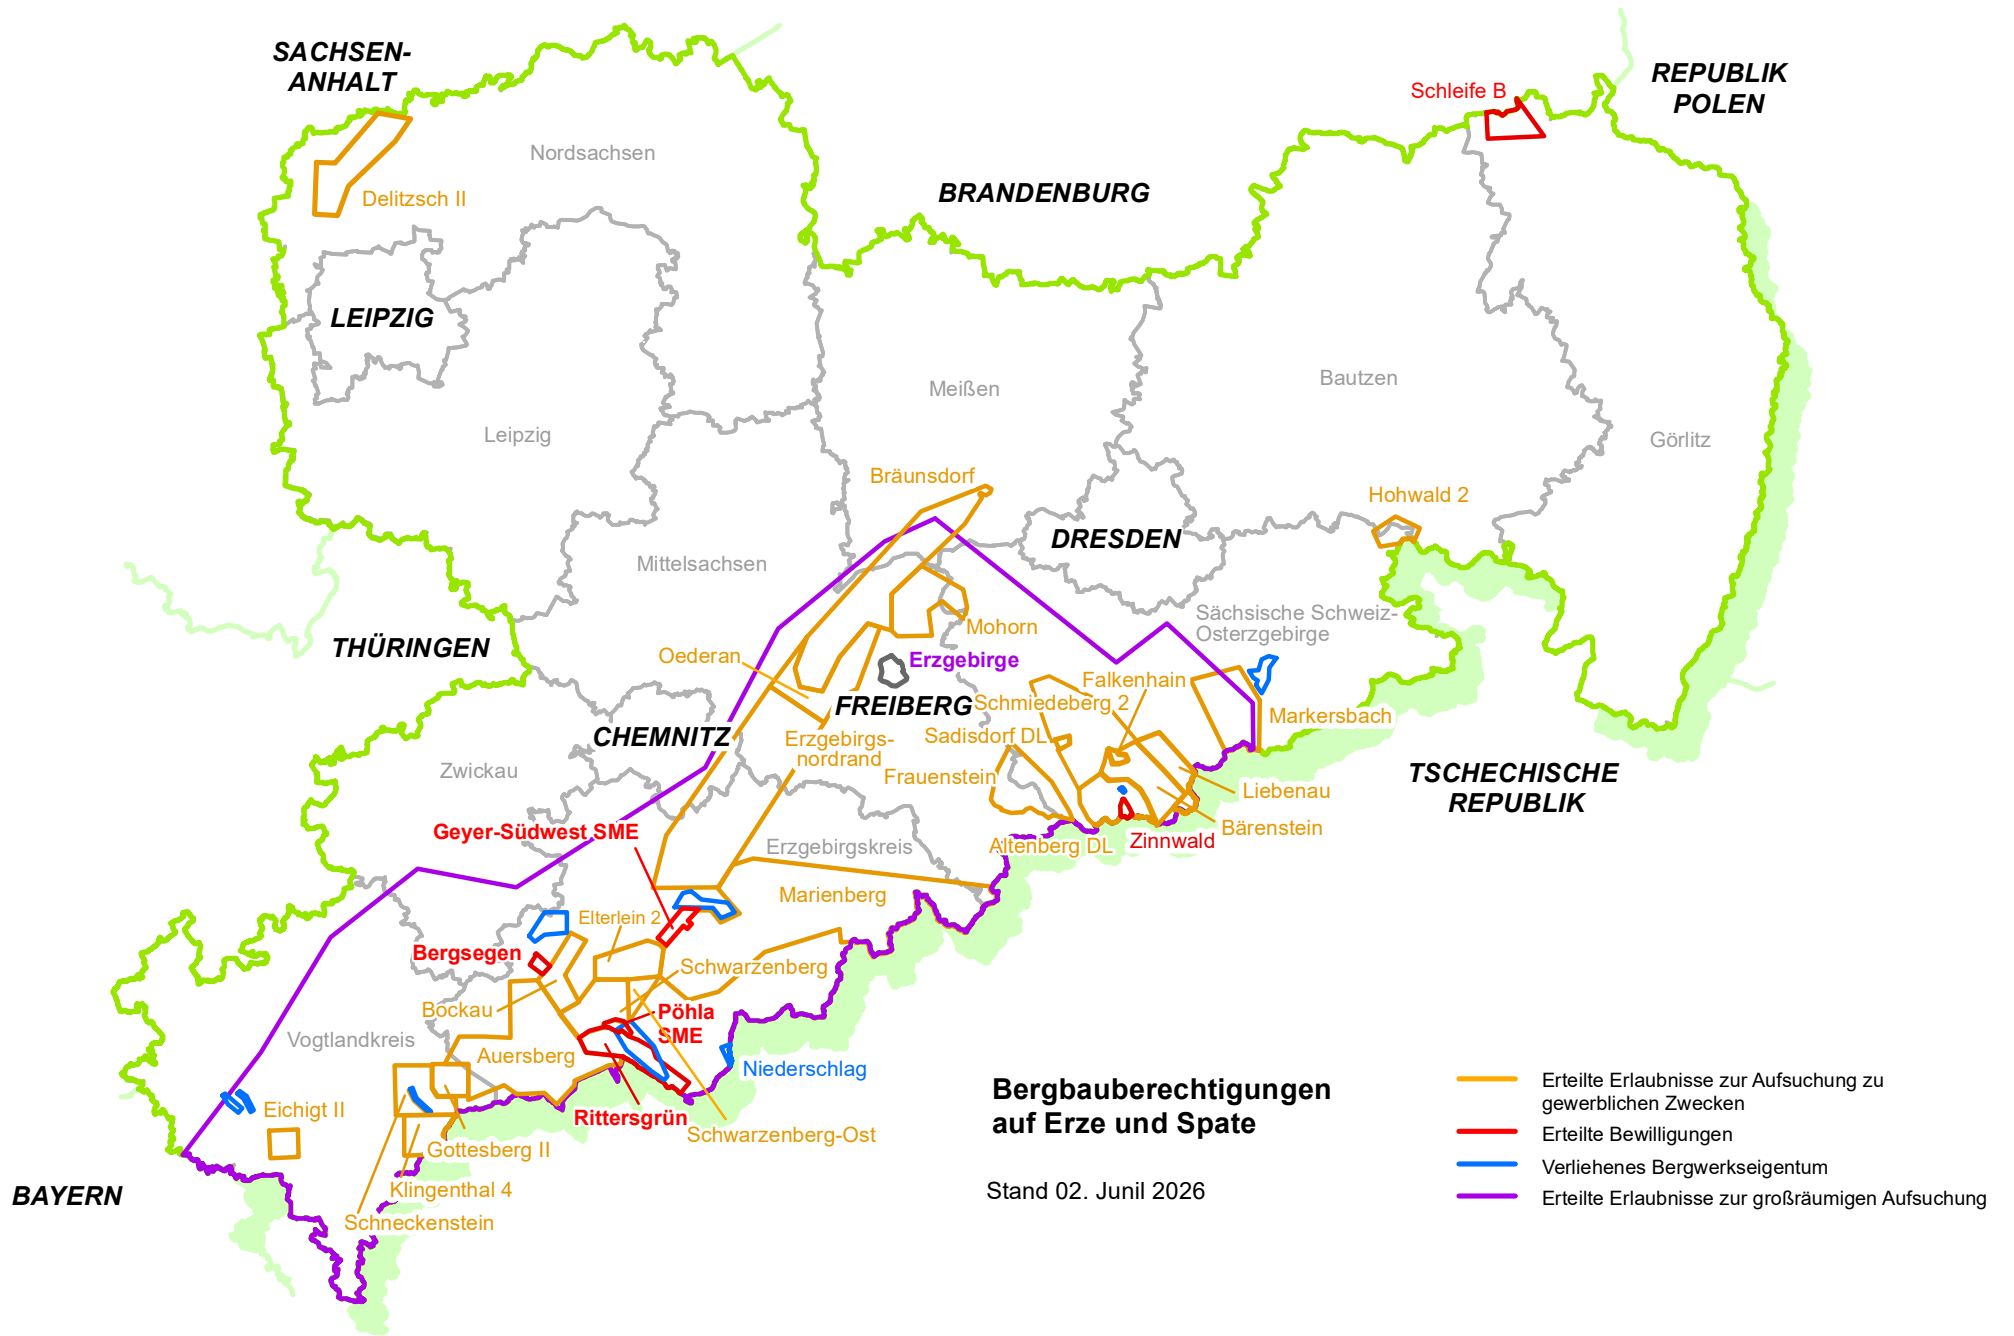 SACHSEN-
ANHALT
REPUBLIK
POLEN
Schleife B
Nordsachsen
Delitzsch II
BRANDENBURG
LEIPZIG
Meißen
Bautzen
Leipzig
Görlitz
Bräunsdorf
Hohwald 2
DRESDEN
Mittelsachsen
Sächsische Schweiz-
Osterzgebirge
THÜRINGEN
Mohorn
Oederan
Erzgebirge
Falkenhain
FREIBERG
Schmiedeberg 2
Markersbach
CHEMNITZ
Erzgebirgs-
nordrand
Sadisdorf DL
Zwickau
Frauenstein
TSCHECHISCHE
REPUBLIK
Liebenau
Geyer-Südwest SME
Bärenstein
Erzgebirgskreis
Altenberg DL
Zinnwald
Marienberg
Elterlein 2
Bergsegen
Schwarzenberg
Bockau
Pöhla
SME
Vogtlandkreis
Auersberg
Niederschlag
Eichigt II
Rittersgrün
Schwarzenberg-Ost
Gottesberg II
Klingenthal 4
BAYERN
Schneckenstein
Bergbauberechtigungen
auf Erze und Spate
Stand 02. Junil 2026
Erteilte Erlaubnisse zur Aufsuchung zu
gewerblichen Zwecken
Erteilte Bewilligungen
Verliehenes Bergwerkseigentum
Erteilte Erlaubnisse zur großräumigen Aufsuchung